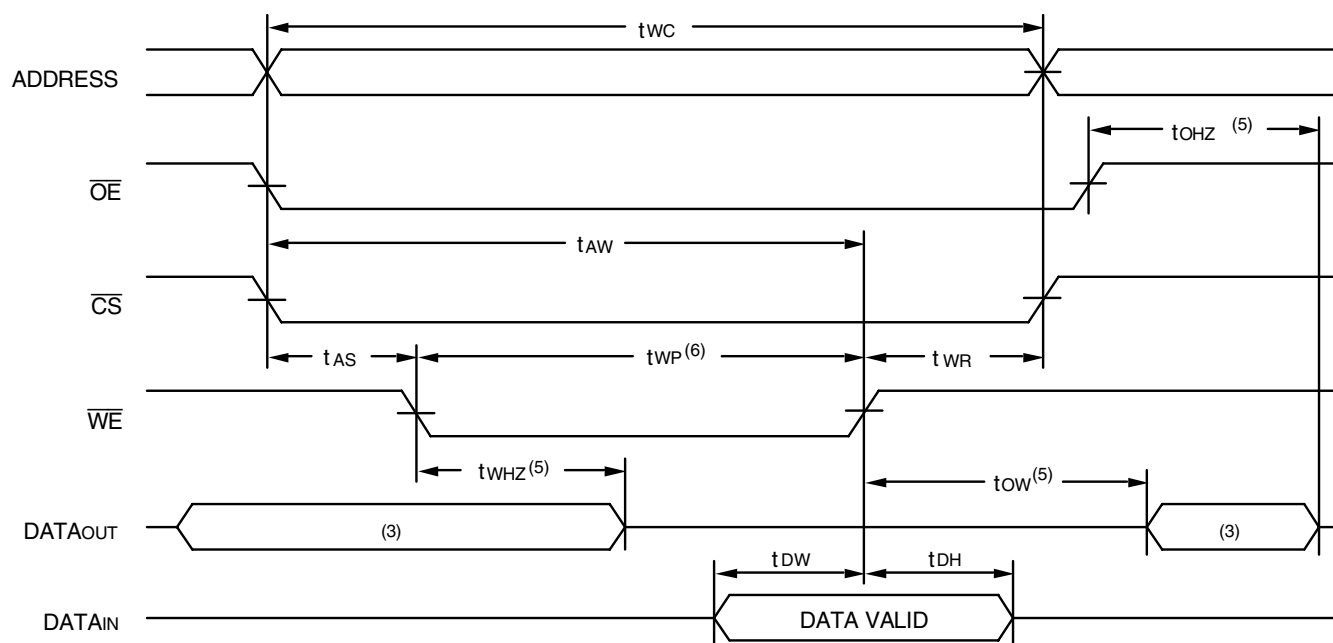 tWC
ADDRESS
tOHZ (5)
OE
tAW
CS
tAS tWP(6) tWR
WE
tWHZ(5) tOW(5)
DATAOUT (3) (3)
tDW tDH
DATAIN DATA VALID